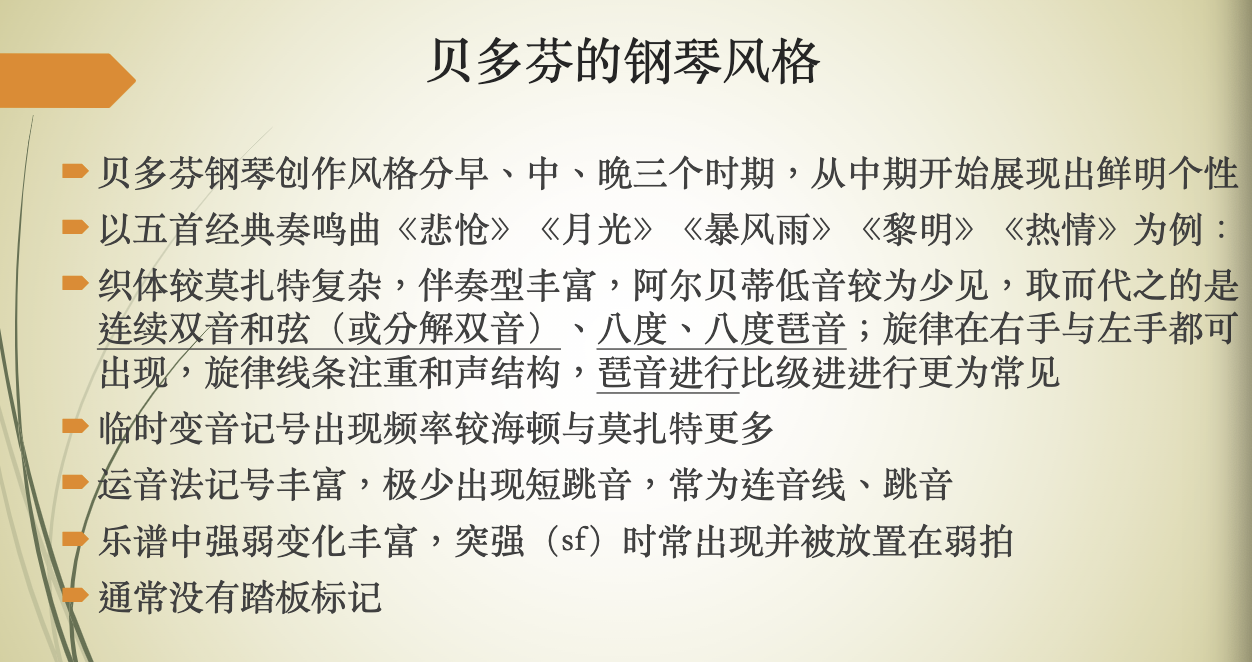 贝多芬的钢琴风格
贝多芬钢琴创作风格分早、中、晚三个时期，从中期开始展现出鲜明个性
以五首经典奏鸣曲《悲怆》《月光》《暴风雨》《黎明》《热情》为例：
织体较莫扎特复杂，伴奏型丰富，阿尔贝蒂低音较为少见，取而代之的是
连续双音和弦（或分解双音）、八度、八度琶音；旋律在右手与左手都可
出现，旋律线条注重和声结构，琶音进行比级进进行更为常见
临时变音记号出现频率较海顿与莫扎特更多
运音法记号丰富，极少出现短跳音，常为连音线、跳音
乐谱中强弱变化丰富，突强（sf）时常出现并被放置在弱拍
通常没有踏板标记